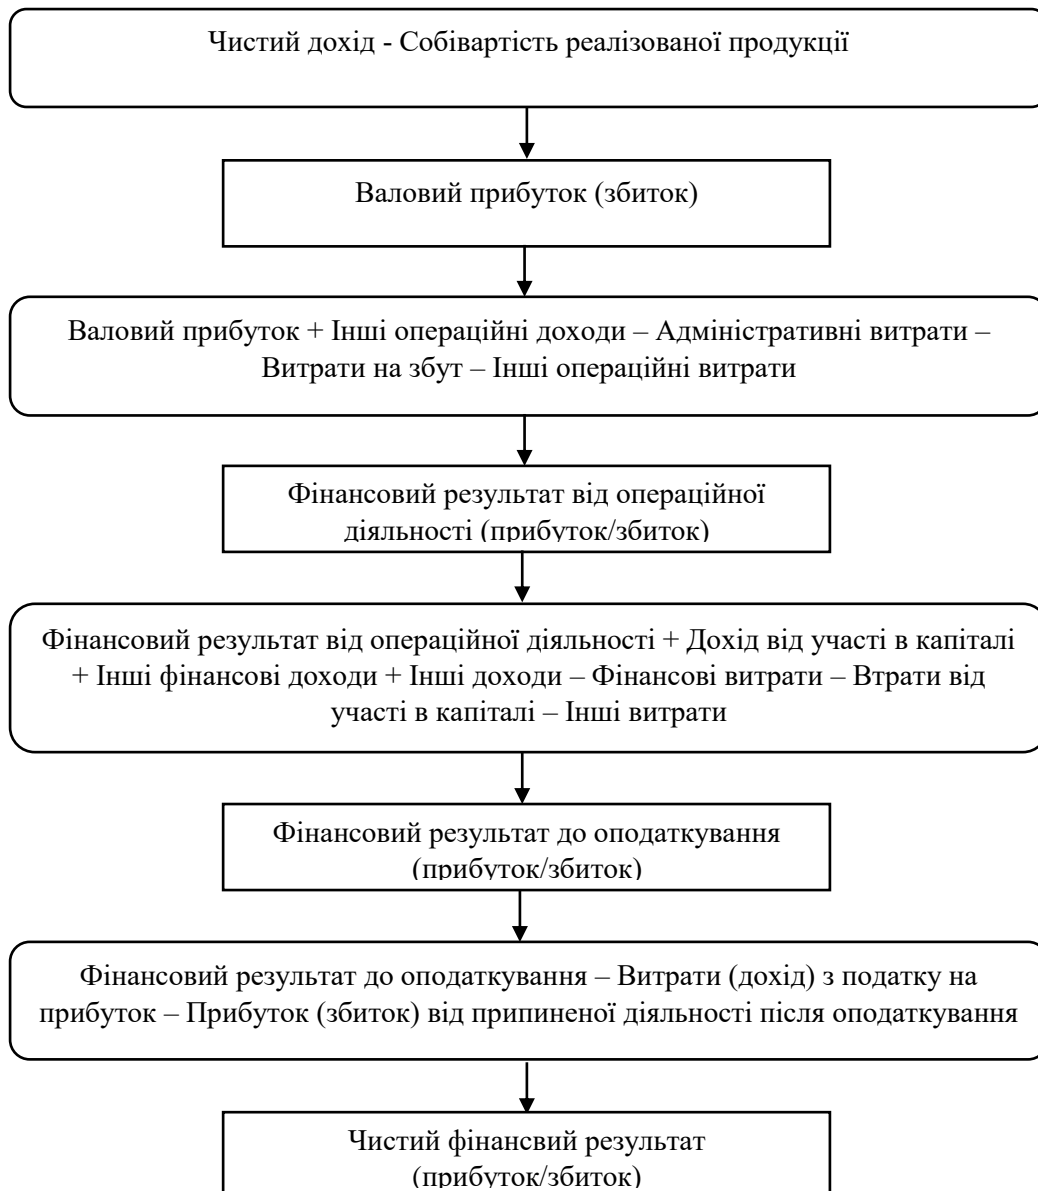 Чистий дохід - Собівартість реалізованої продукції
Валовий прибуток (збиток)
Валовий прибуток + Інші операційні доходи – Адміністративні витрати –
Витрати на збут – Інші операційні витрати
Фінансовий результат від операційної
діяльності (прибуток/збиток)
Фінансовий результат від операційної діяльності + Дохід від участі в капіталі
+ Інші фінансові доходи + Інші доходи – Фінансові витрати – Втрати від
участі в капіталі – Інші витрати
Фінансовий результат до оподаткування
(прибуток/збиток)
Фінансовий результат до оподаткування – Витрати (дохід) з податку на
прибуток – Прибуток (збиток) від припиненої діяльності після оподаткування
Чистий фінансвий результат
(прибуток/збиток)